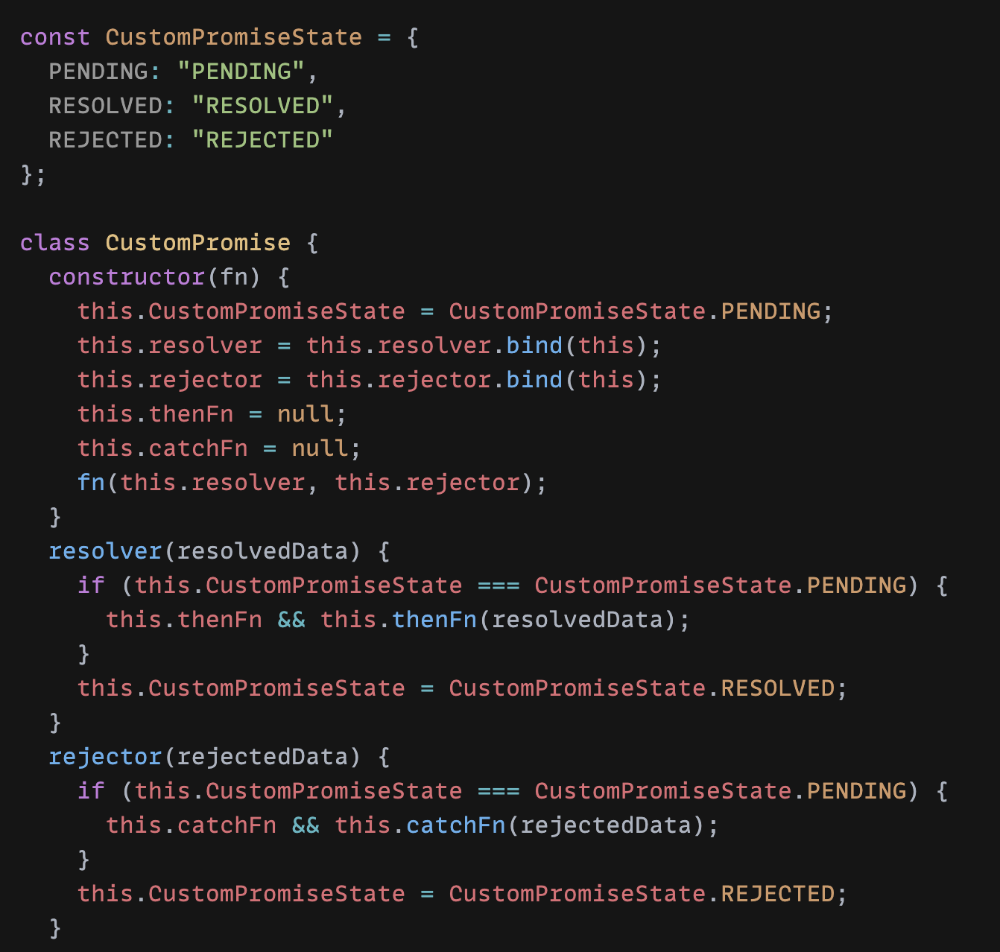 const CustomPromiseState = {
  PENDING: "PENDING",
  RESOLVED: "RESOLVED",
  REJECTED: "REJECTED"
};

class CustomPromise {
  constructor(fn) {
    this.CustomPromiseState = CustomPromiseState.PENDING;
    this.resolver = this.resolver.bind(this);
    this.rejector = this.rejector.bind(this);
    this.thenFn = null;
    this.catchFn = null;
    fn(this.resolver, this.rejector);
  }
  resolver(resolvedData) {
    if (this.CustomPromiseState === CustomPromiseState.PENDING) {
      this.thenFn && this.thenFn(resolvedData);
    }
    this.CustomPromiseState = CustomPromiseState.RESOLVED;
  }
  rejector(rejectedData) {
    if (this.CustomPromiseState === CustomPromiseState.PENDING) {
      this.catchFn && this.catchFn(rejectedData);
    }
    this.CustomPromiseState = CustomPromiseState.REJECTED;
  }